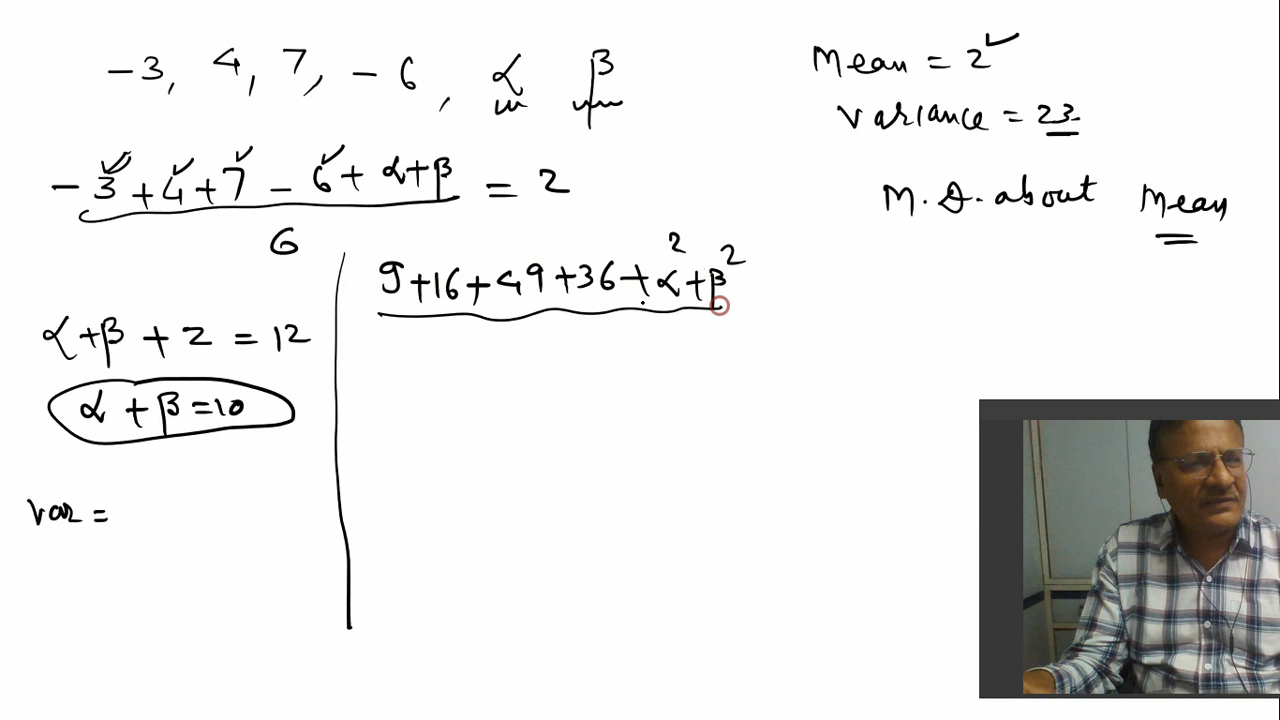 -3, 4, 7, -6, α β
Mean = 2
Variance = 23
-3+4+7-6+α+β = 2
6
M.D. about Mean
9+16+49+36+α²+β²
α+β+2 = 12
α+β=10
Var =